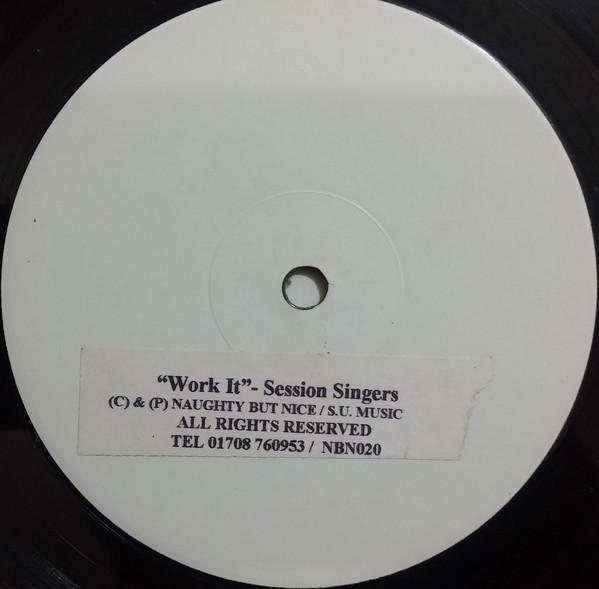 “Work It”- Session Singers
(C) & (P) NAUGHTY BUT NICE / S.U. MUSIC
ALL RIGHTS RESERVED
TEL 01708 760953 / NBN020